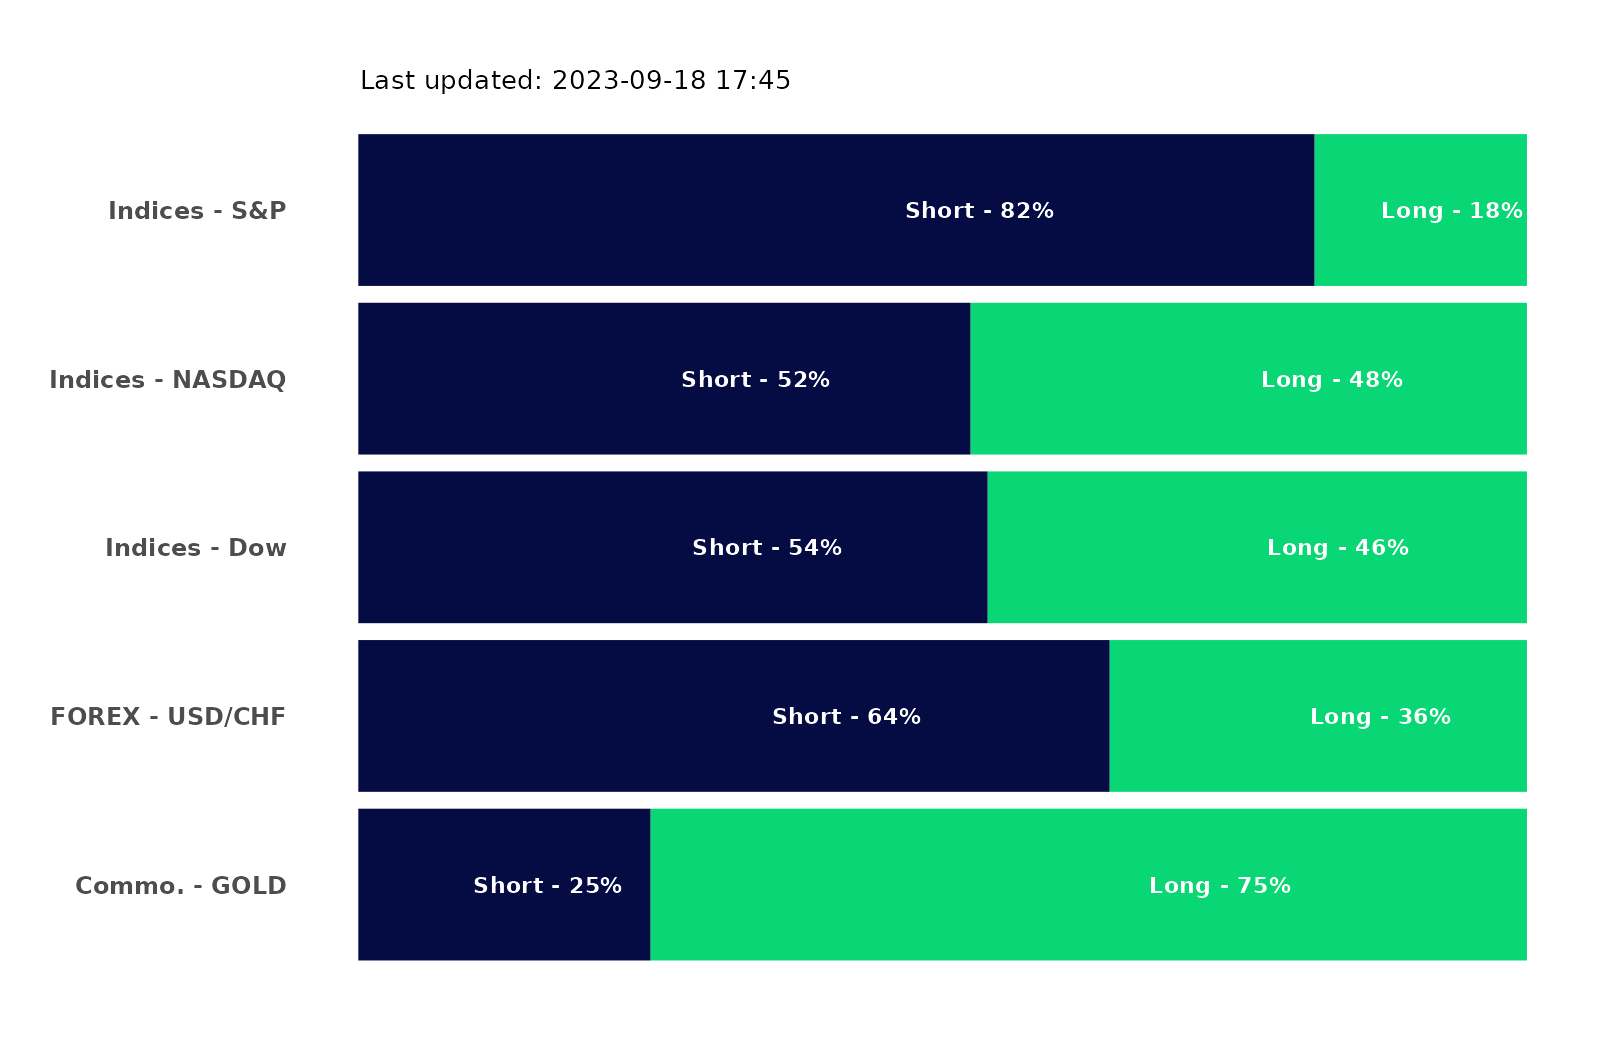 Last updated: 2023-09-18 17:45
Indices - S&P Short - 82% Long - 18%
Indices - NASDAQ Short - 52% Long - 48%
Indices - Dow Short - 54% Long - 46%
FOREX - USD/CHF Short - 64% Long - 36%
Commo. - GOLD Short - 25% Long - 75%